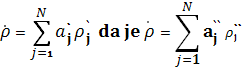 ρ̇ = ∑_{j=1}^{N} a_j^` ρ_j^` da je ρ̇ = ∑_{j=1}^{N} a_j^`` ρ_j^``